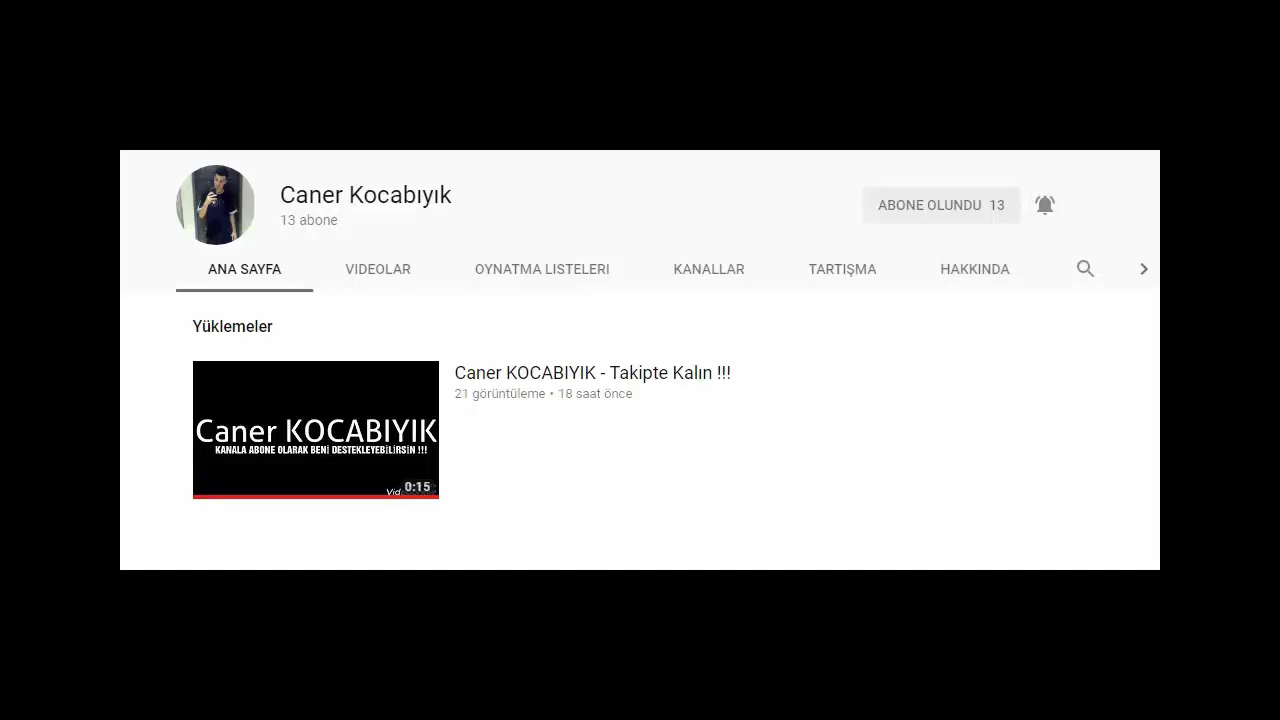 Caner Kocabıyık
13 abone
ABONE OLUNDU 13
ANA SAYFA VIDEOLAR OYNATMA LISTELERI KANALLAR TARTIŞMA HAKKINDA
Yüklemeler
Caner KOCABIYIK
KANALA ABONE OLARAK BENİ DESTEKLEYEBİLİRSİN !!!
0:15
Caner KOCABIYIK - Takipte Kalın !!!
21 görüntüleme • 18 saat önce